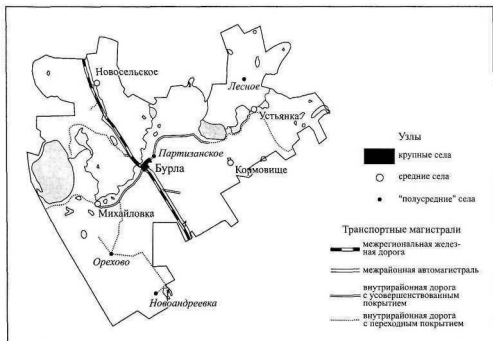 Новосельское
Лесное
Устьянка
Партизанское
Бурла
Кормовище
Михайловка
Орехово
Новоандреевка
Узлы
крупные села
средние села
"полусредние" села
Транспортные магистрали
межрегиональная желез-
ная дорога
межрайонная автомагистраль
внутрирайонная дорога
с усовершенствованным
покрытием
внутрирайонная дорога
с переходным покрытием